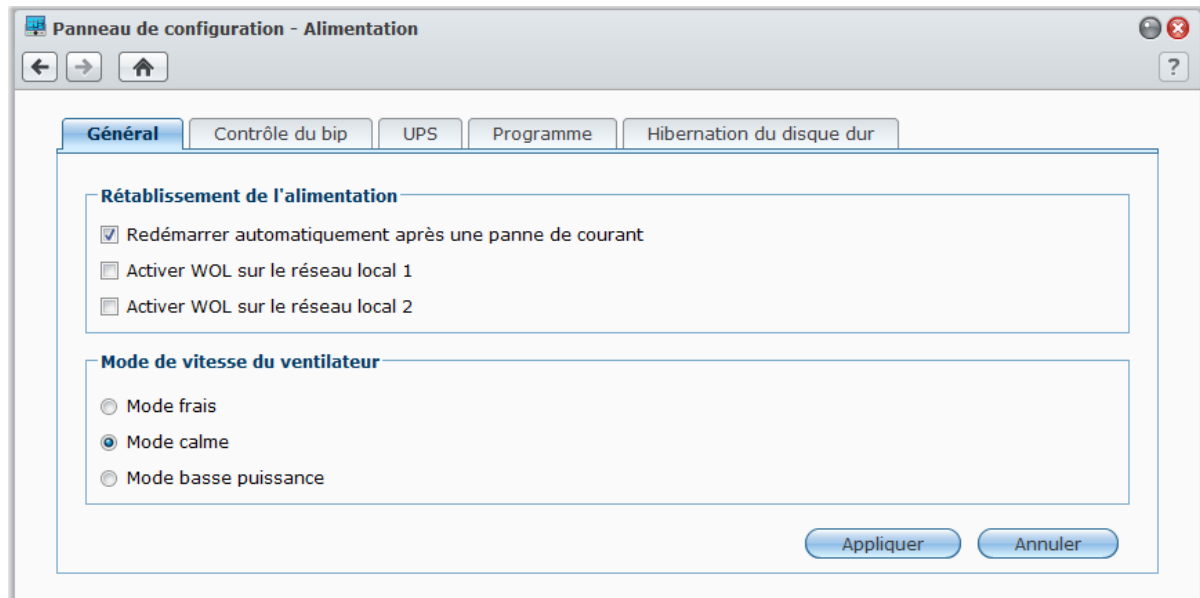 Panneau de configuration - Alimentation
?
Général Contrôle du bip UPS Programme Hibernation du disque dur
Rétablissement de l'alimentation
Redémarrer automatiquement après une panne de courant
Activer WOL sur le réseau local 1
Activer WOL sur le réseau local 2
Mode de vitesse du ventilateur
Mode frais
Mode calme
Mode basse puissance
Appliquer Annuler